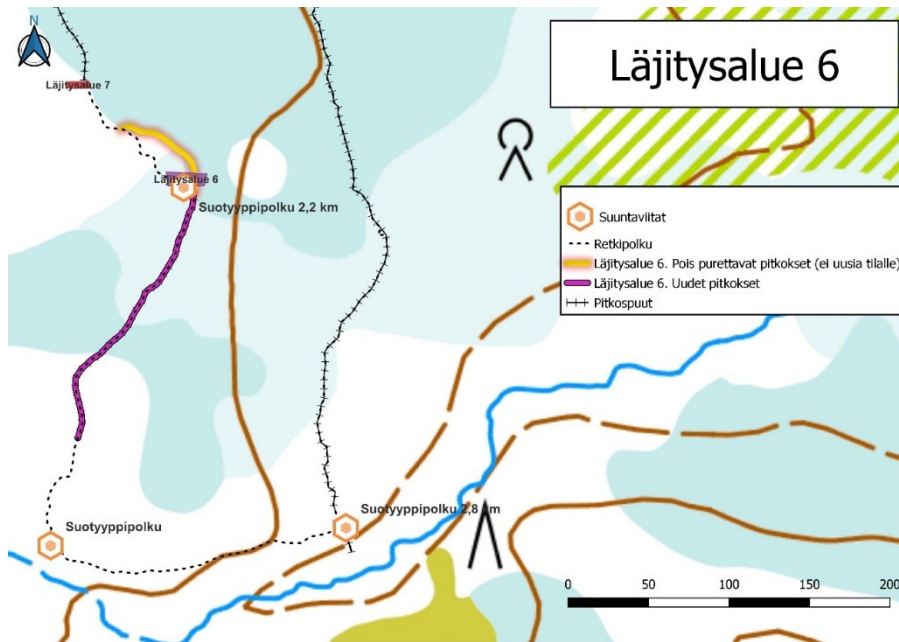 N
Läjitysalue 6
Läjitysalue 7
Läjitysalue 6
Suotyyppipolku 2,2 km
Suuntaviitat
Retkipolku
Läjitysalue 6. Pois purettavat pitkokset (ei uusia tilalle)
Läjitysalue 6. Uudet pitkokset
Pitkospuut
Suotyyppipolku 2,8 km
Suotyyppipolku
0 50 100 150 200